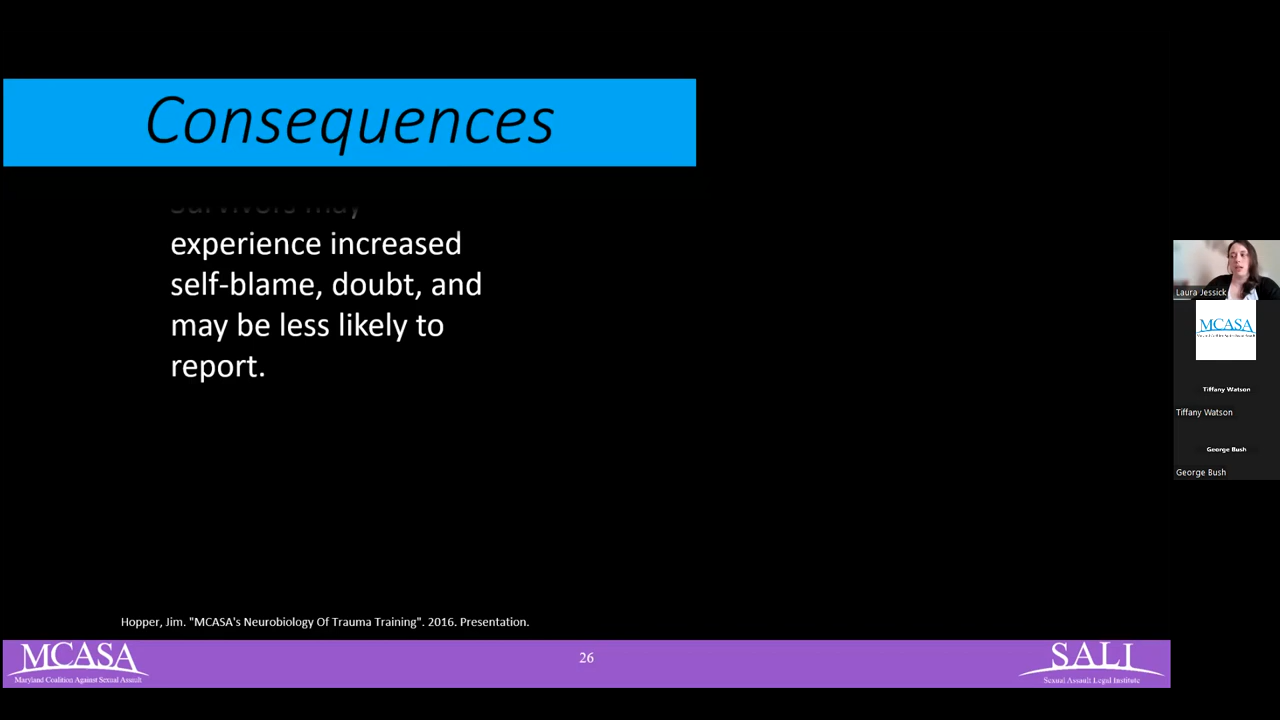 Consequences
Survivors may
experience increased
self-blame, doubt, and
may be less likely to
report.
Hopper, Jim. "MCASA's Neurobiology Of Trauma Training". 2016. Presentation.
MCASA
Maryland Coalition Against Sexual Assault
26
SALI
Sexual Assault Legal Institute
Laura Jessick
MCASA
Tiffany Watson
Tiffany Watson
George Bush
George Bush